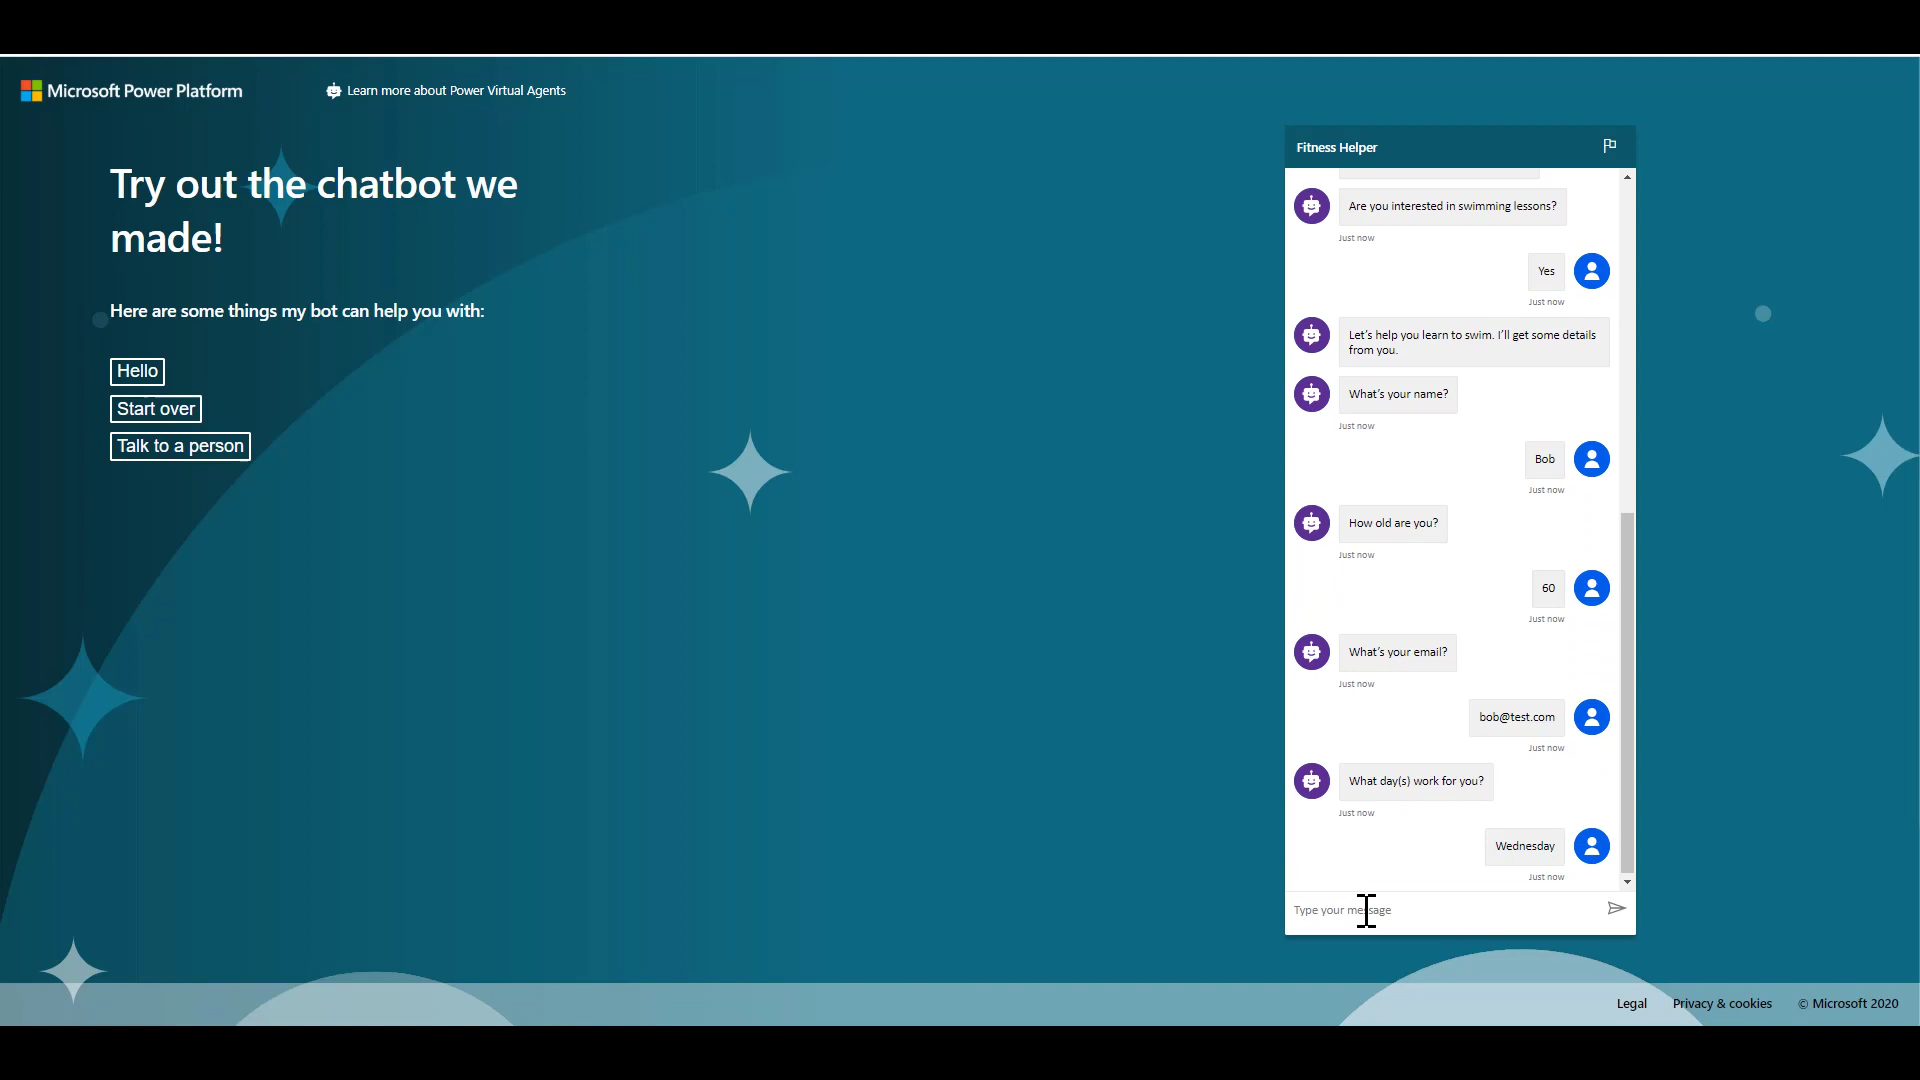 Microsoft Power Platform
Learn more about Power Virtual Agents
Try out the chatbot we
made!
Here are some things my bot can help you with:
Hello
Start over
Talk to a person
Fitness Helper
Are you interested in swimming lessons?
Just now
Yes
Just now
Let's help you learn to swim. I'll get some details
from you.
What's your name?
Just now
Bob
Just now
How old are you?
Just now
60
Just now
What's your email?
Just now
bob@test.com
Just now
What day(s) work for you?
Just now
Wednesday
Just now
Type your message
Legal
Privacy & cookies
© Microsoft 2020